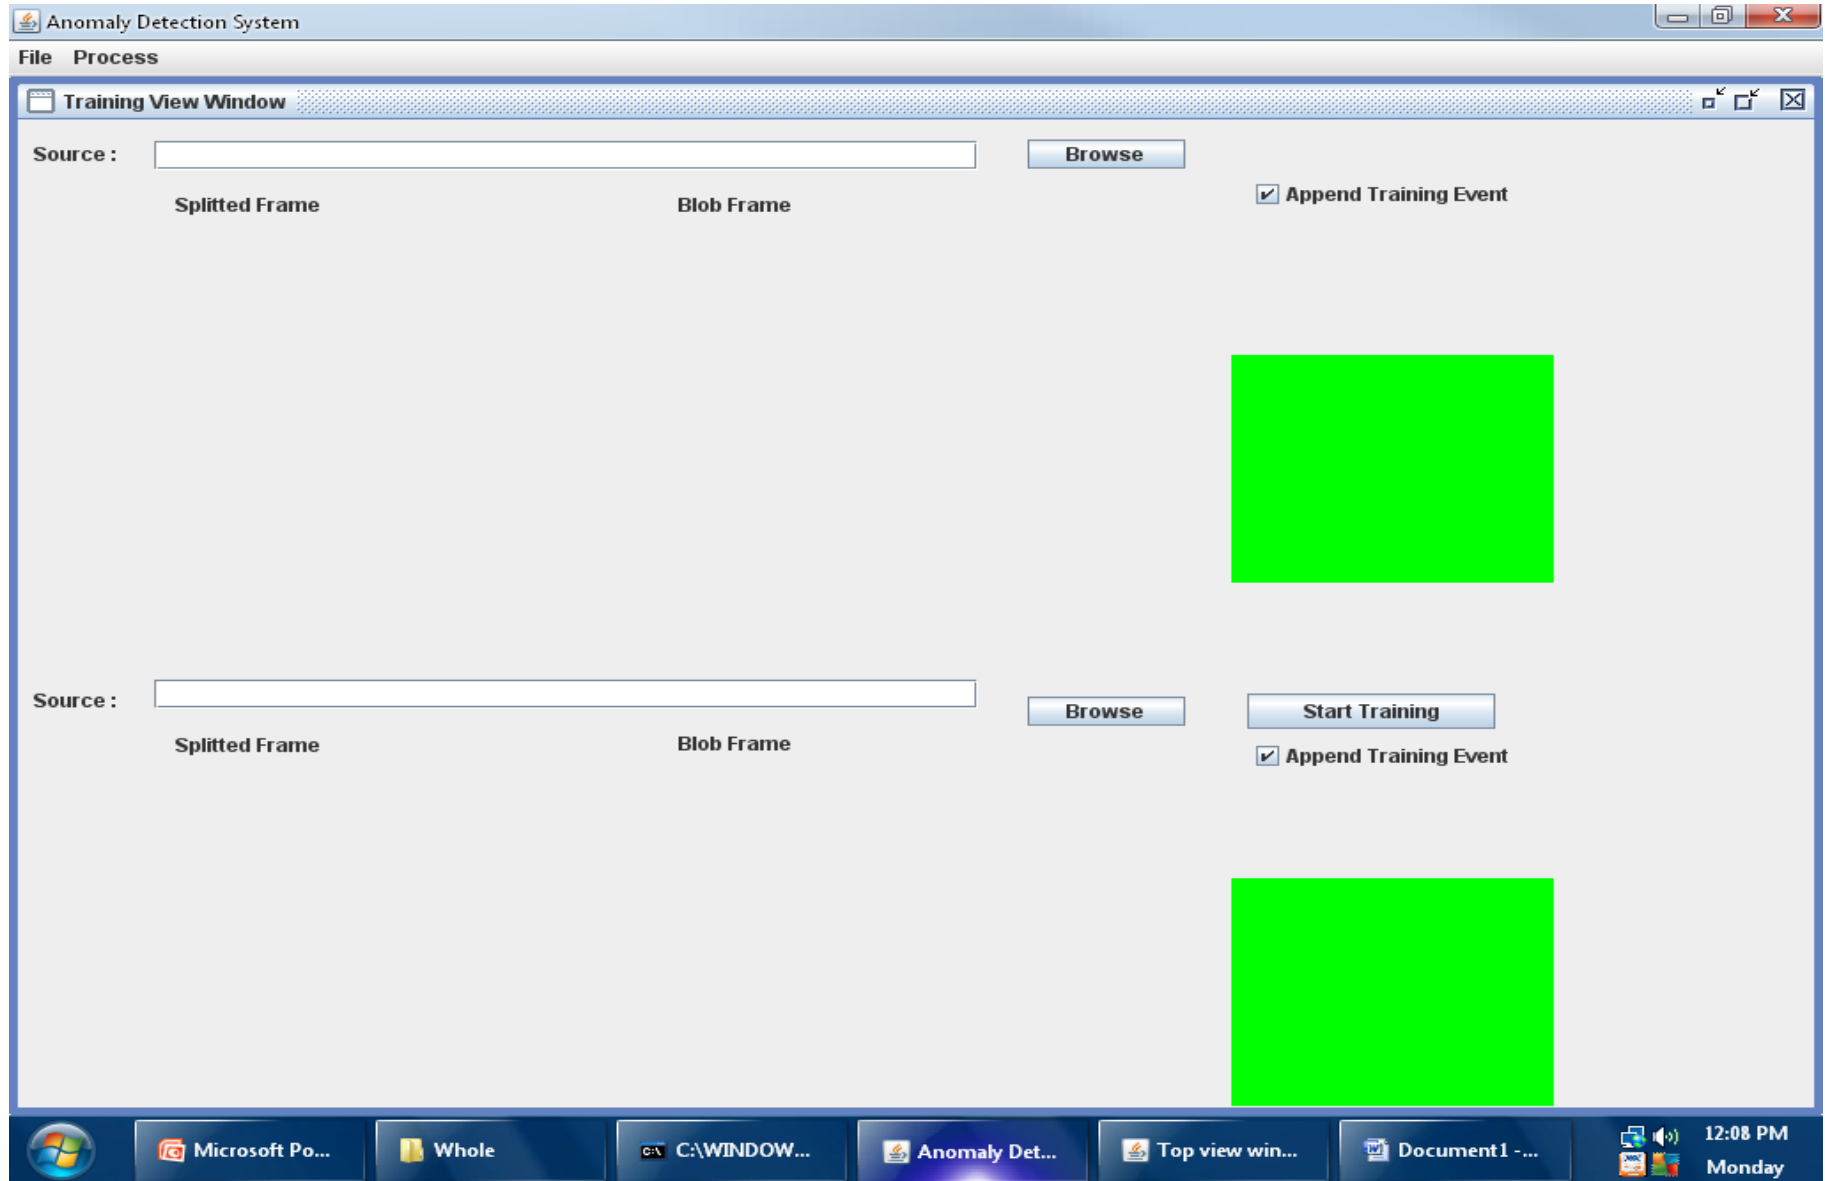 Anomaly Detection System
File Process
Training View Window
Source :
Browse
Splitted Frame
Blob Frame
Append Training Event
Source :
Browse
Start Training
Splitted Frame
Blob Frame
Append Training Event
Microsoft Po...
Whole
C:\WINDOW...
Anomaly Det...
Top view win...
Document1 -...
12:08 PM
Monday